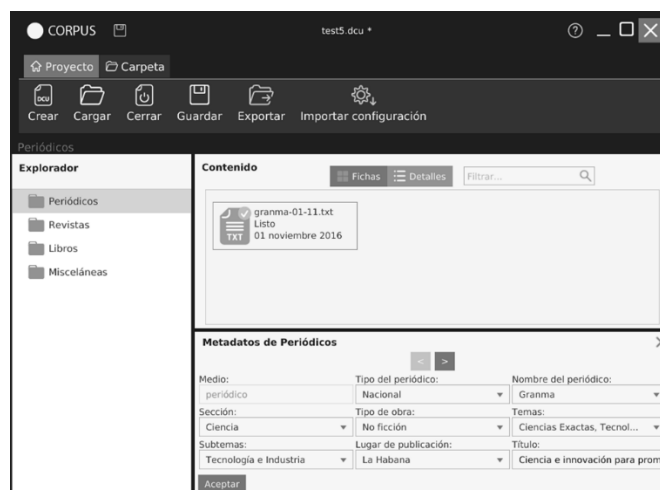 CORPUS
test5.dcu *
Proyecto Carpeta
DCU
Crear Cargar Cerrar Guardar Exportar Importar configuración
Periódicos
Explorador
Periódicos
Revistas
Libros
Misceláneas
Contenido
Fichas Detalles Filtrar...
TXT
granma-01-11.txt
Listo
01 noviembre 2016
Metadatos de Periódicos
< >
Medio: Tipo del periódico: Nombre del periódico:
periódico Nacional Granma
Sección: Tipo de obra: Temas:
Ciencia No ficción Ciencias Exactas, Tecnol...
Subtemas: Lugar de publicación: Título:
Tecnología e Industria La Habana Ciencia e innovación para prom
Aceptar